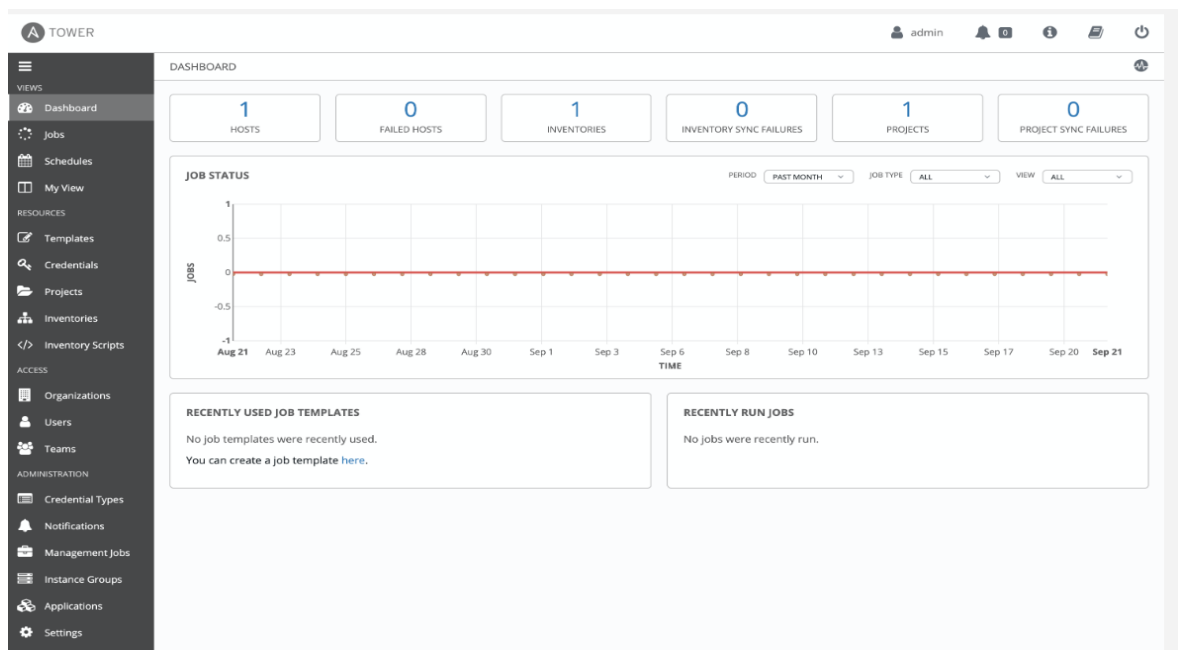 A TOWER
admin 0
VIEWS
Dashboard
Jobs
Schedules
My View
RESOURCES
Templates
Credentials
Projects
Inventories
Inventory Scripts
ACCESS
Organizations
Users
Teams
ADMINISTRATION
Credential Types
Notifications
Management Jobs
Instance Groups
Applications
Settings
DASHBOARD
1
HOSTS
0
FAILED HOSTS
1
INVENTORIES
0
INVENTORY SYNC FAILURES
1
PROJECTS
0
PROJECT SYNC FAILURES
JOB STATUS
PERIOD PAST MONTH JOB TYPE ALL VIEW ALL
1
0.5
0
-0.5
-1
JOBS
Aug 21 Aug 23 Aug 25 Aug 28 Aug 30 Sep 1 Sep 3 Sep 6 Sep 8 Sep 10 Sep 13 Sep 15 Sep 17 Sep 20 Sep 21
TIME
RECENTLY USED JOB TEMPLATES
No job templates were recently used.
You can create a job template here.
RECENTLY RUN JOBS
No jobs were recently run.